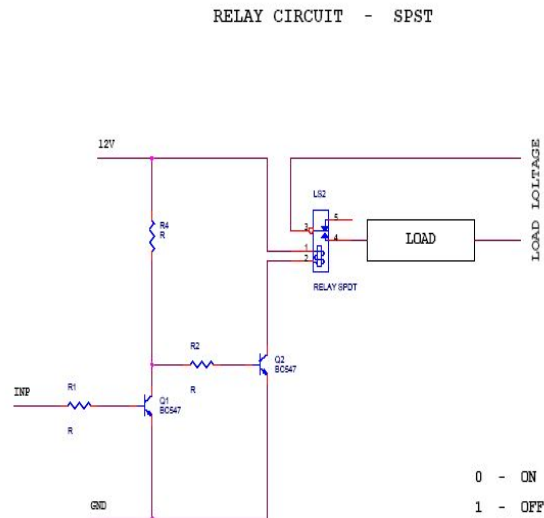 RELAY CIRCUIT - SPST
12V
LOAD LOLTAGE
LS2
3
5
4
1
2
LOAD
RELAY SPDT
R4
R
R2
R
Q2
BC547
INP
R1
R
Q1
BC547
GND
0 - ON
1 - OFF